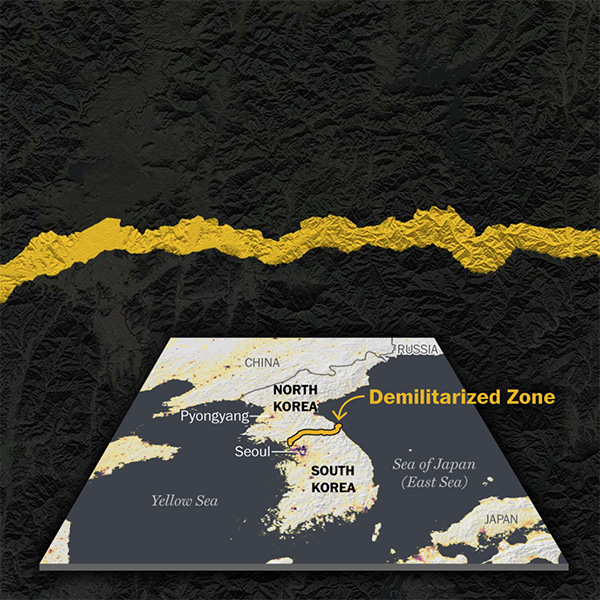 CHINA
RUSSIA
NORTH
KOREA
Demilitarized Zone
Pyongyang
Seoul
SOUTH
KOREA
Sea of Japan
(East Sea)
Yellow Sea
JAPAN